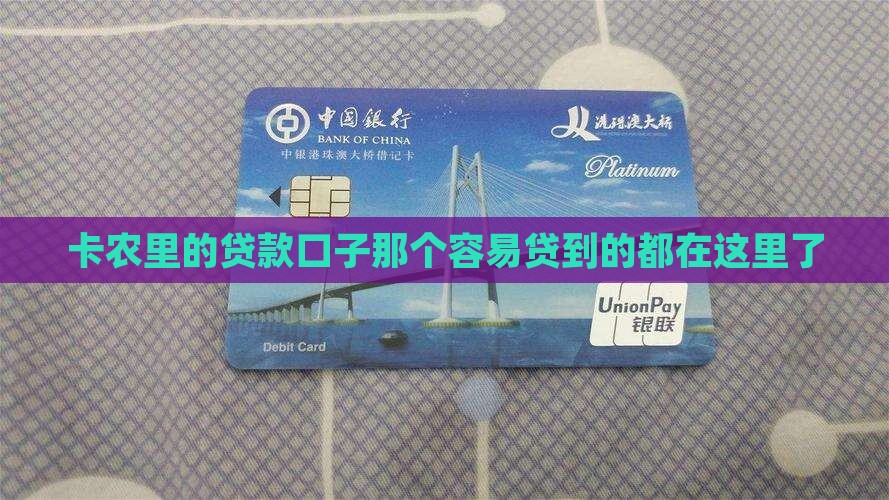 中国銀行
BANK OF CHINA
中银港珠澳大桥借记卡
港珠澳大桥
Platinum
卡农里的贷款口子那个容易贷到的都在这里了
UnionPay
银联
Debit Card